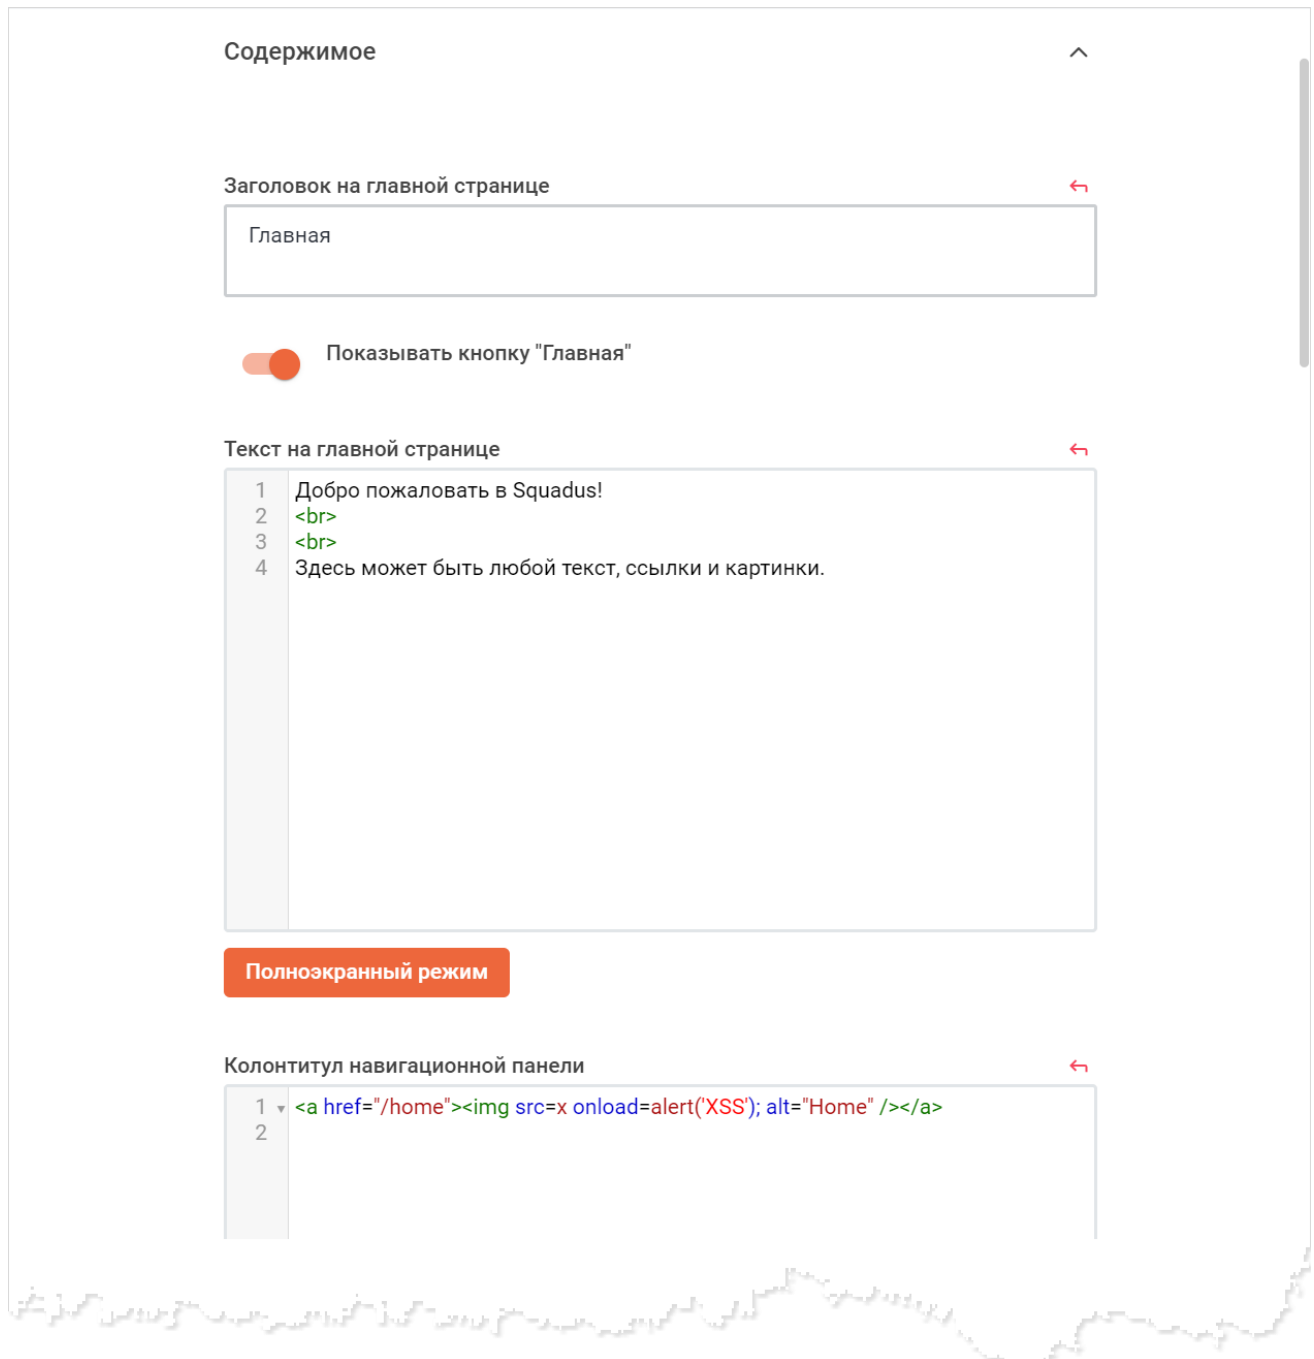 Содержимое
Заголовок на главной странице
Главная
Показывать кнопку "Главная"
Текст на главной странице
1 Добро пожаловать в Squadus!
2 <br>
3 <br>
4 Здесь может быть любой текст, ссылки и картинки.
Полноэкранный режим
Колонтитул навигационной панели
1 <a href="/home"><img src=x onload=alert('XSS'); alt="Home" /></a>
2